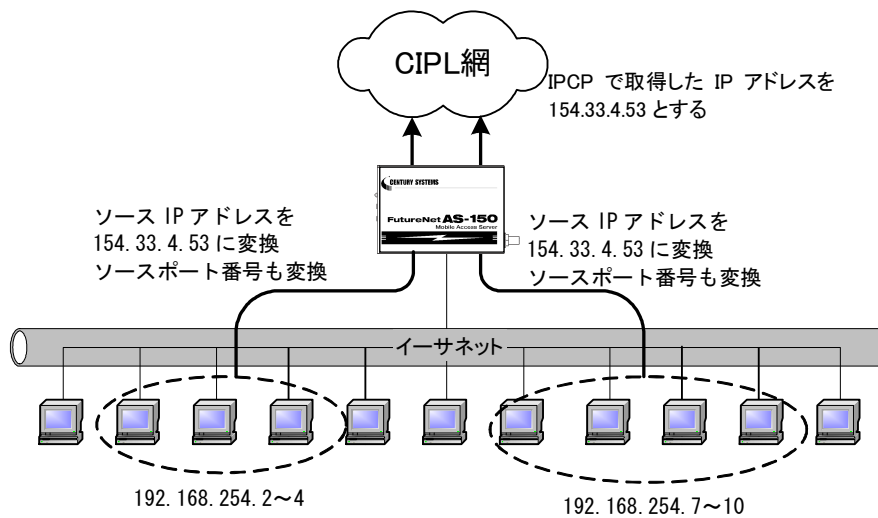 CIPL網
IPCP で取得した IP アドレスを
154.33.4.53 とする
CENTURY SYSTEMS
FutureNet AS-150
Mobile Access Server
ソース IP アドレスを
154.33.4.53 に変換
ソースポート番号も変換
ソース IP アドレスを
154.33.4.53 に変換
ソースポート番号も変換
イーサネット
192.168.254.2～4
192.168.254.7～10